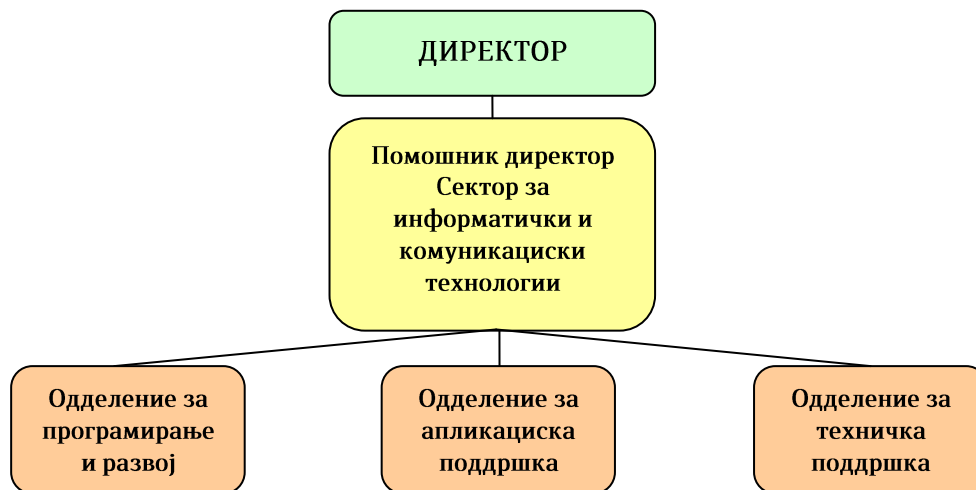 ДИРЕКТОР
Помошник директор
Сектор за
информатички и
комуникациски
технологии
Одделение за
програмирање
и развој
Одделение за
апликациска
поддршка
Одделение за
техничка
поддршка